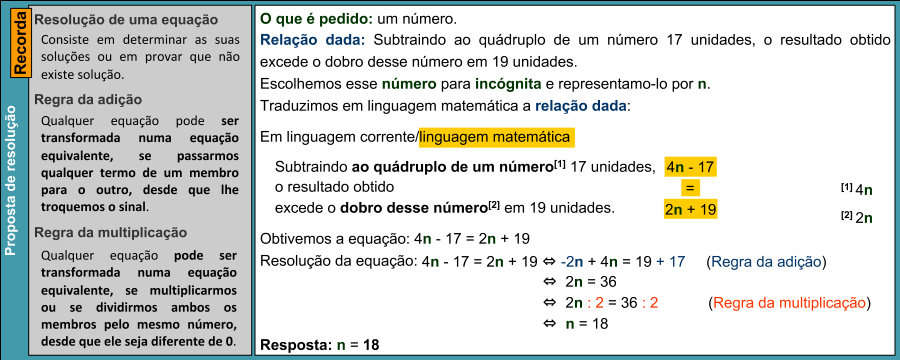 Proposta de resolução
Recorda
Resolução de uma equação
Consiste em determinar as suas
soluções ou em provar que não
existe solução.
Regra da adição
Qualquer equação pode ser
transformada numa equação
equivalente, se passarmos
qualquer termo de um membro
para o outro, desde que lhe
troquemos o sinal.
Regra da multiplicação
Qualquer equação pode ser
transformada numa equação
equivalente, se multiplicarmos
ou se dividirmos ambos os
membros pelo mesmo número,
desde que ele seja diferente de 0.
O que é pedido: um número.
Relação dada: Subtraindo ao quádruplo de um número 17 unidades, o resultado obtido
excede o dobro desse número em 19 unidades.
Escolhemos esse número para incógnita e representamo-lo por n.
Traduzimos em linguagem matemática a relação dada:
Em linguagem corrente/linguagem matemática
Subtraindo ao quádruplo de um número[1] 17 unidades, 4n - 17
o resultado obtido = [1] 4n
excede o dobro desse número[2] em 19 unidades. 2n + 19 [2] 2n
Obtivemos a equação: 4n - 17 = 2n + 19
Resolução da equação: 4n - 17 = 2n + 19 ⇔ -2n + 4n = 19 + 17 (Regra da adição)
⇔ 2n = 36
⇔ 2n : 2 = 36 : 2 (Regra da multiplicação)
⇔ n = 18
Resposta: n = 18